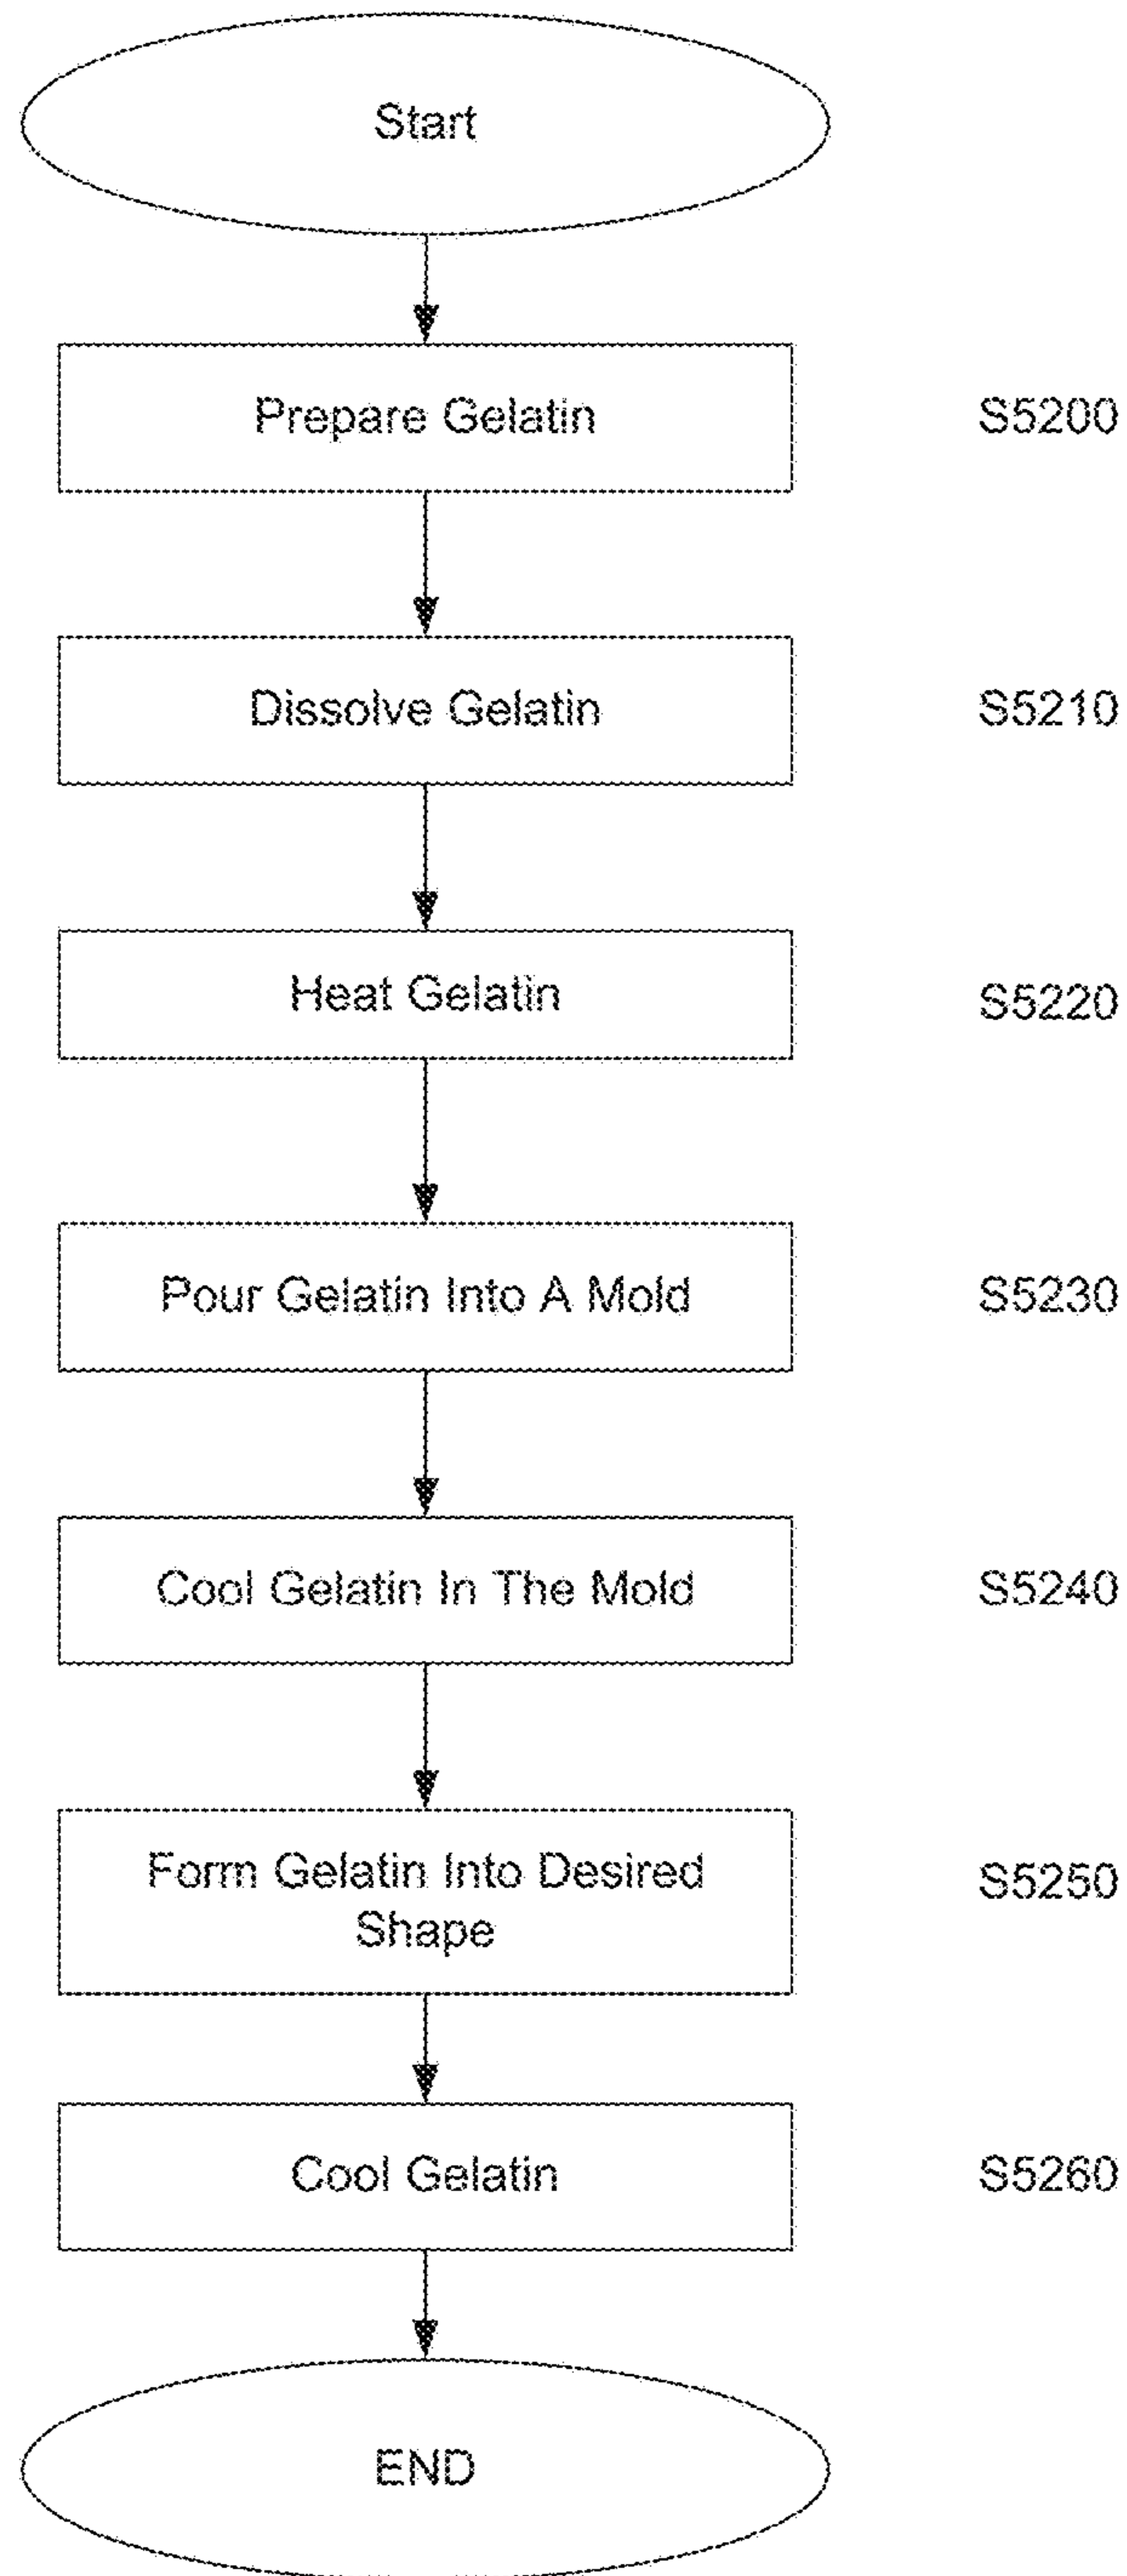 Start
Prepare Gelatin
S5200
Dissolve Gelatin
S5210
Heat Gelatin
S5220
Pour Gelatin Into A Mold
S5230
Cool Gelatin In The Mold
S5240
Form Gelatin Into Desired
Shape
S5250
Cool Gelatin
S5260
END